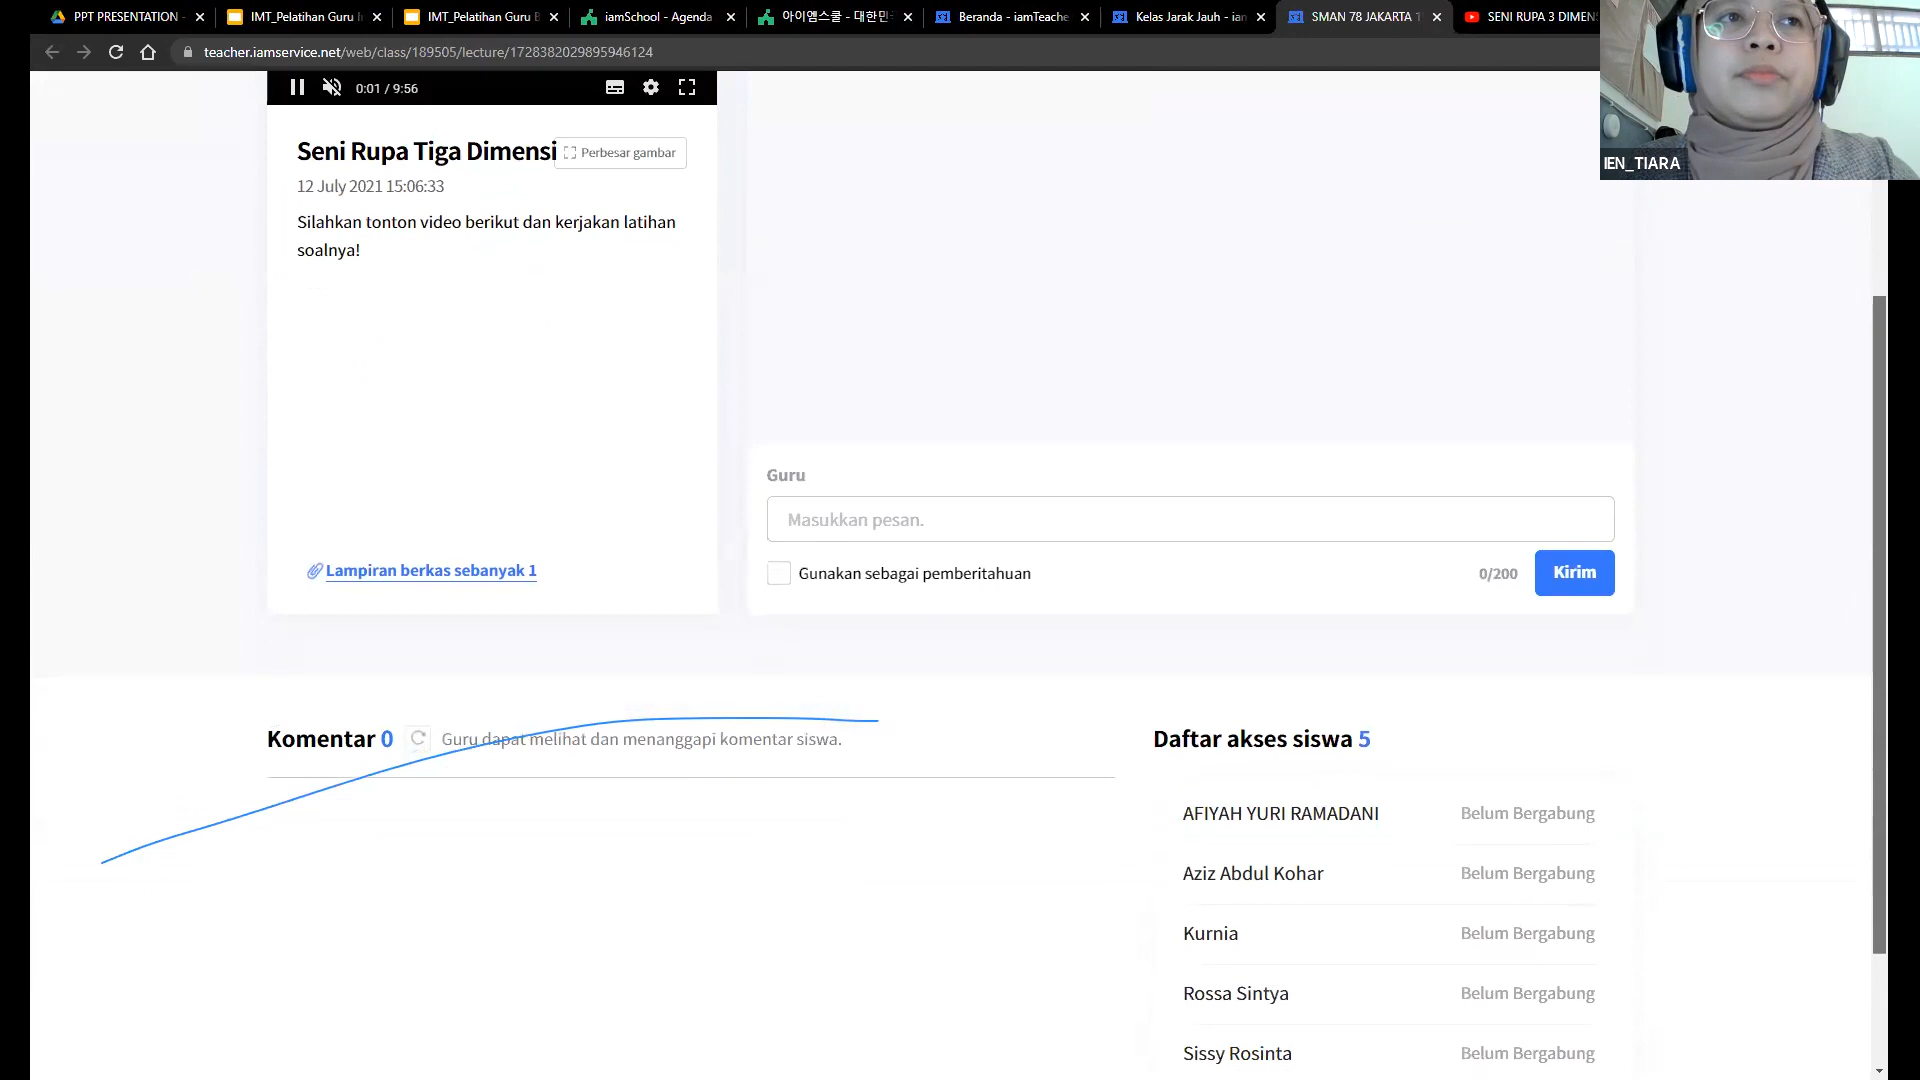 PPT PRESENTATION -
IMT_Pelatihan Guru I
IMT_Pelatihan Guru B
iamSchool - Agenda
아이엠스쿨 - 대한민
Beranda - iamTeache
Kelas Jarak Jauh - ian
SMAN 78 JAKARTA T
SENI RUPA 3 DIMEN
teacher.iamservice.net/web/class/189505/lecture/1728382029895946124
0:01 / 9:56
IEN_TIARA
Seni Rupa Tiga Dimensi
Perbesar gambar
12 July 2021 15:06:33
Silahkan tonton video berikut dan kerjakan latihan
soalnya!
Lampiran berkas sebanyak 1
Guru
Masukkan pesan.
Gunakan sebagai pemberitahuan
0/200
Kirim
Komentar 0
Guru dapat melihat dan menanggapi komentar siswa.
Daftar akses siswa 5
AFIYAH YURI RAMADANI Belum Bergabung
Aziz Abdul Kohar Belum Bergabung
Kurnia Belum Bergabung
Rossa Sintya Belum Bergabung
Sissy Rosinta Belum Bergabung